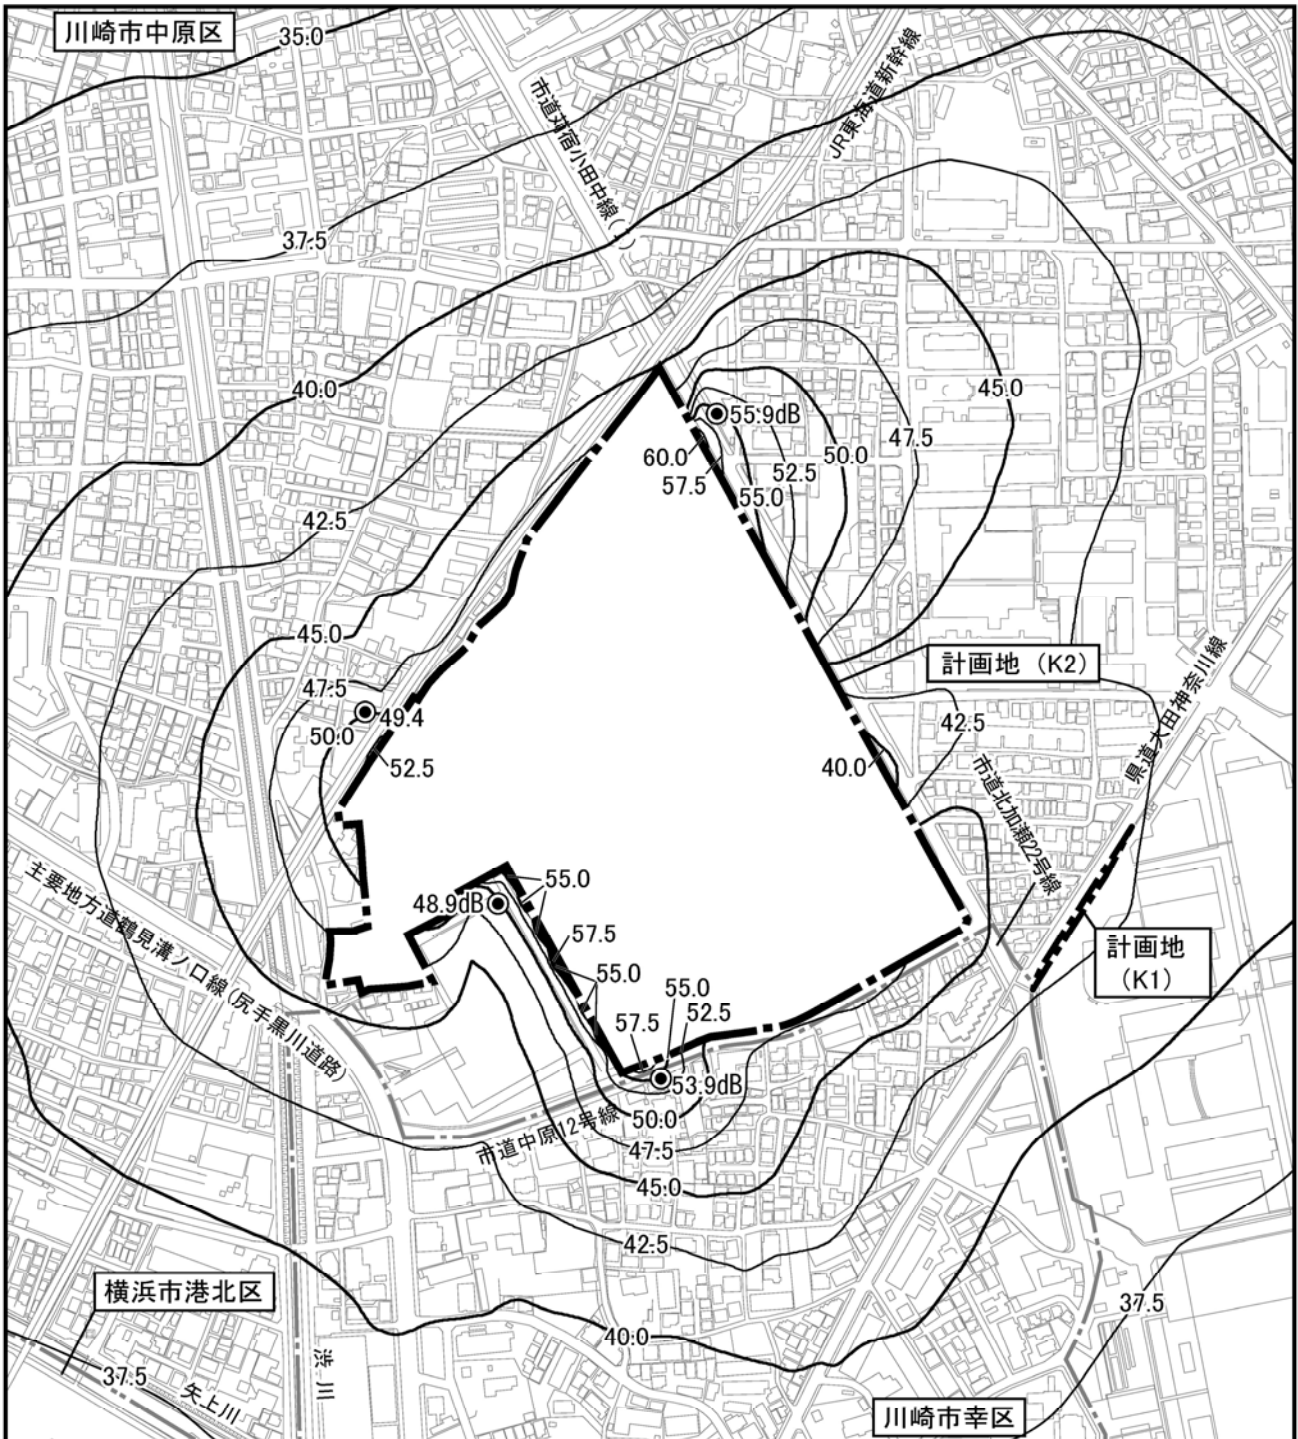 川崎市中原区
35.0
市道苅宿小田中線(
JR東海道新幹線
37.5
40.0
45.0
55.9dB
47.5
60.0
50.0
52.5
57.5
55.0
42.5
45.0
計画地（K2）
県道大田神奈川線
47.5
49.4
50.0
42.5
52.5
40.0
市道北加瀬22号線
主要地方道鶴見溝ノ口線(尻手黒川道路)
55.0
48.9dB
57.5
計画地
（K1）
55.0
55.0
52.5
57.5
53.9dB
50.0
市道中原12号線
47.5
45.0
42.5
横浜市港北区
37.5
40.0
渋川
37.5
矢上川
川崎市幸区